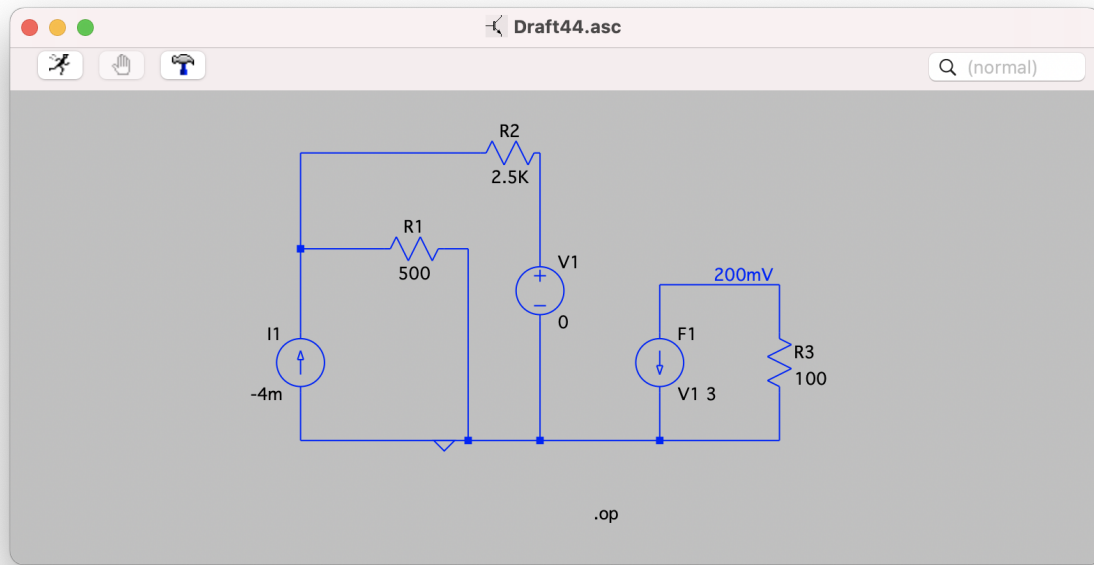 Draft44.asc
(normal)
R2
2.5K
R1
500
V1
0
200mV
I1
-4m
F1
V1 3
R3
100
.op